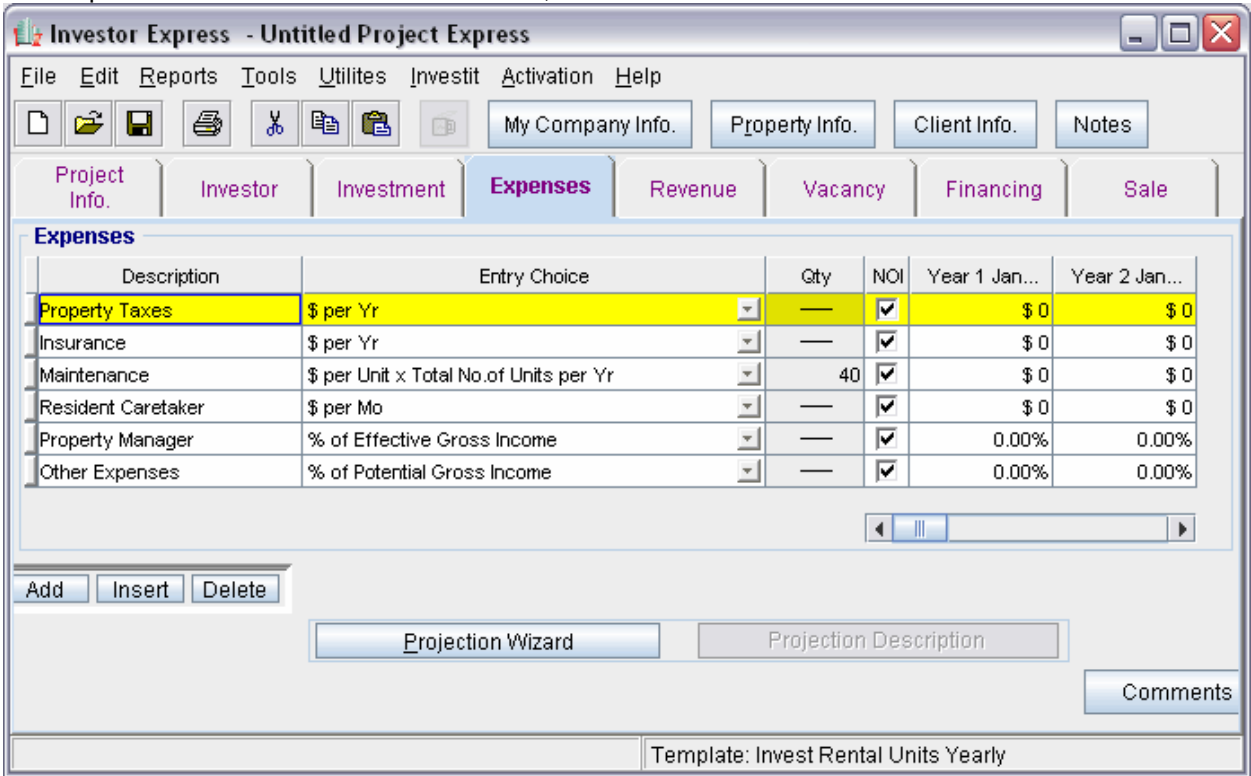 Investor Express - Untitled Project Express
File Edit Reports Tools Utilites Investit Activation Help
My Company Info. Property Info. Client Info. Notes
Project Info. Investor Investment Expenses Revenue Vacancy Financing Sale
Expenses
Description Entry Choice Qty NOI Year 1 Jan... Year 2 Jan...
Property Taxes $ per Yr — $ 0 $ 0
Insurance $ per Yr — $ 0 $ 0
Maintenance $ per Unit x Total No.of Units per Yr 40 $ 0 $ 0
Resident Caretaker $ per Mo — $ 0 $ 0
Property Manager % of Effective Gross Income — 0.00% 0.00%
Other Expenses % of Potential Gross Income — 0.00% 0.00%
Add Insert Delete
Projection Wizard Projection Description
Comments
Template: Invest Rental Units Yearly